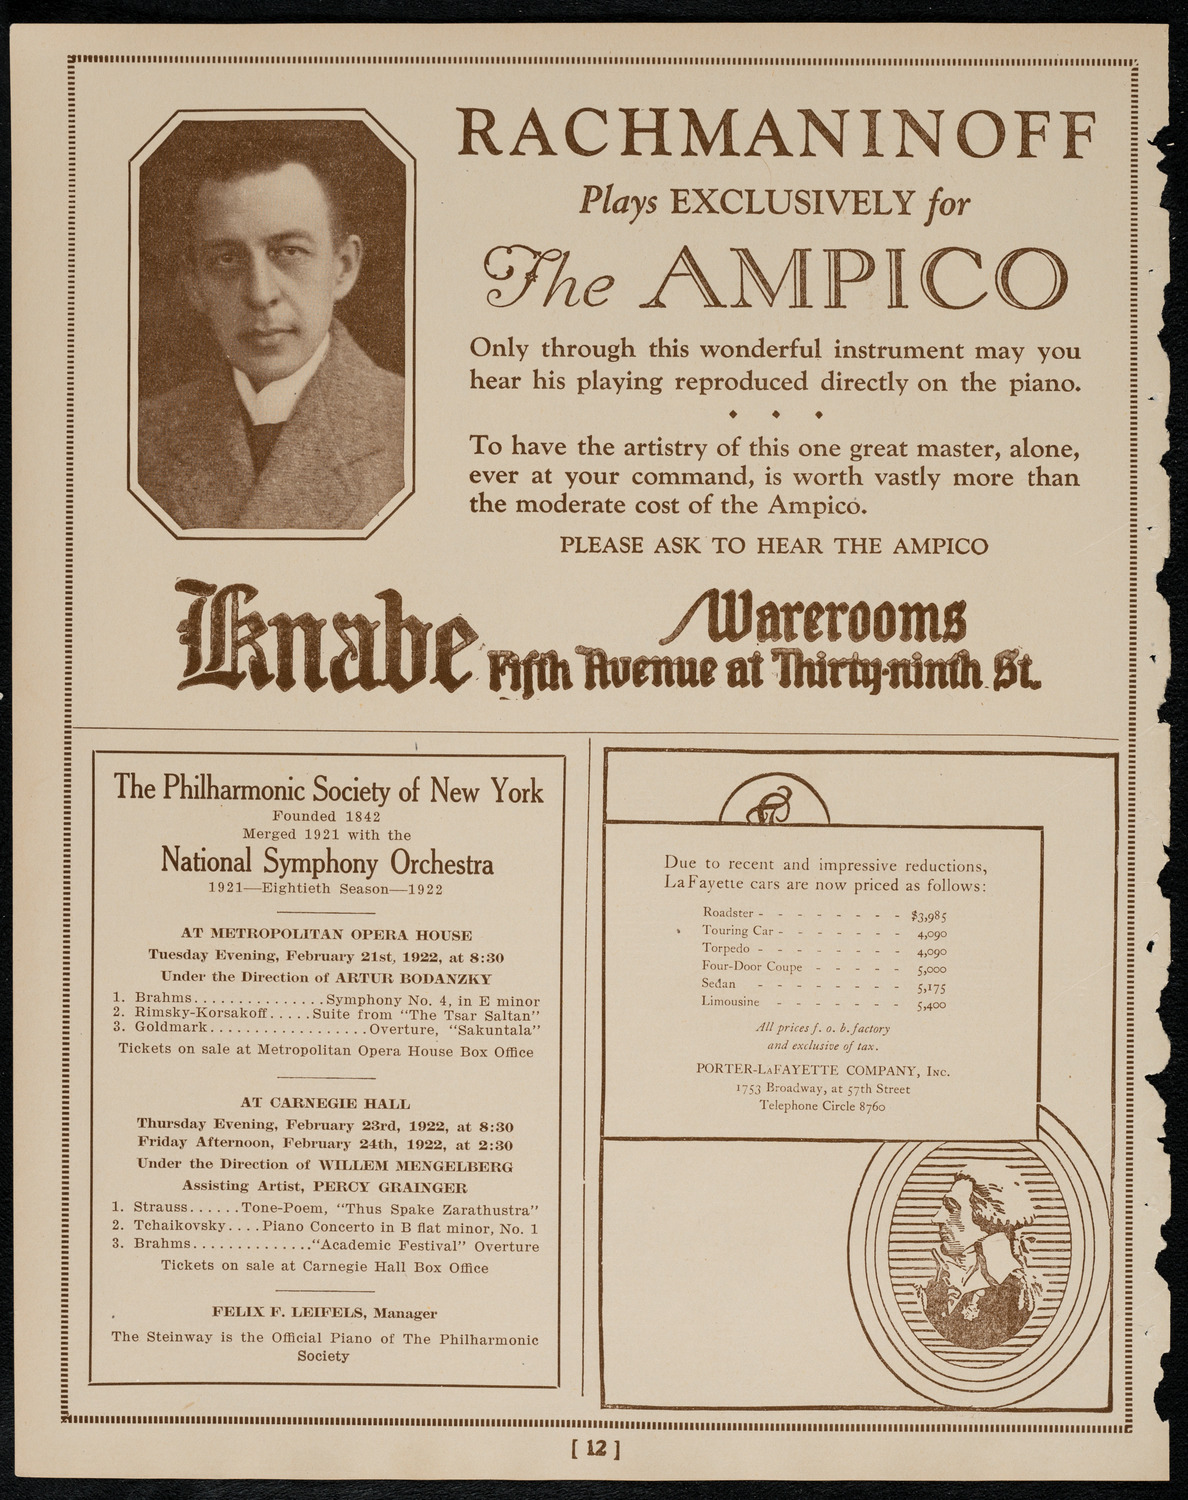 RACHMANINOFF
Plays EXCLUSIVELY for
The AMPICO
Only through this wonderful instrument may you
hear his playing reproduced directly on the piano.
To have the artistry of this one great master, alone,
ever at your command, is worth vastly more than
the moderate cost of the Ampico.
PLEASE ASK TO HEAR THE AMPICO
Knabe Warerooms
Fifth Avenue at Thirty-ninth St.
The Philharmonic Society of New York
Founded 1842
Merged 1921 with the
National Symphony Orchestra
1921—Eightieth Season—1922
AT METROPOLITAN OPERA HOUSE
Tuesday Evening, February 21st, 1922, at 8:30
Under the Direction of ARTUR BODANZKY
1. Brahms...............Symphony No. 4, in E minor
2. Rimsky-Korsakoff.....Suite from "The Tsar Saltan"
3. Goldmark.................Overture, "Sakuntala"
Tickets on sale at Metropolitan Opera House Box Office
AT CARNEGIE HALL
Thursday Evening, February 23rd, 1922, at 8:30
Friday Afternoon, February 24th, 1922, at 2:30
Under the Direction of WILLEM MENGELBERG
Assisting Artist, PERCY GRAINGER
1. Strauss......Tone-Poem, "Thus Spake Zarathustra"
2. Tchaikovsky....Piano Concerto in B flat minor, No. 1
3. Brahms.............."Academic Festival" Overture
Tickets on sale at Carnegie Hall Box Office
FELIX F. LEIFELS, Manager
The Steinway is the Official Piano of The Philharmonic
Society
Due to recent and impressive reductions,
LaFayette cars are now priced as follows:
Roadster - - - - - - - - $3,985
Touring Car - - - - - - - 4,090
Torpedo - - - - - - - - 4,090
Four-Door Coupe - - - - - 5,000
Sedan - - - - - - - - 5,175
Limousine - - - - - - - 5,400
All prices f. o. b. factory
and exclusive of tax.
PORTER-LAFAYETTE COMPANY, Inc.
1753 Broadway, at 57th Street
Telephone Circle 8760
[ 12 ]